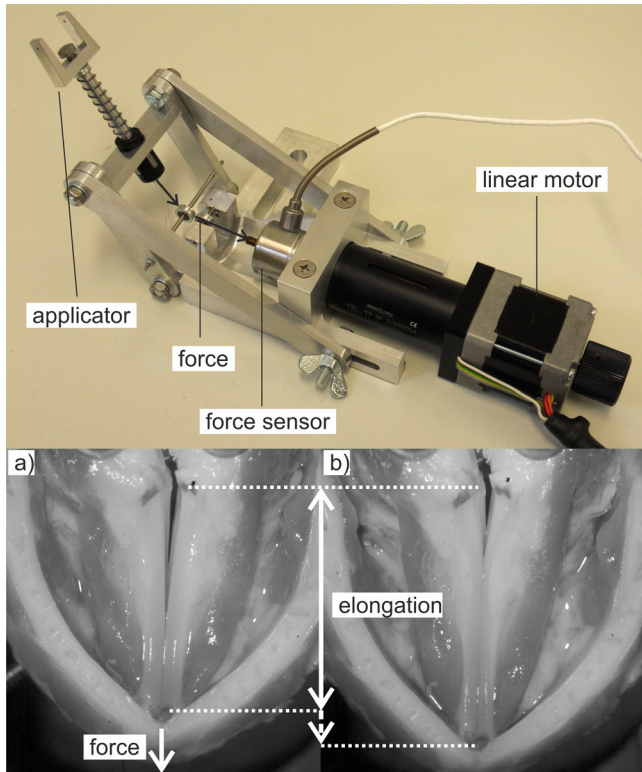 linear motor
applicator
force
force sensor
a)
b)
elongation
force